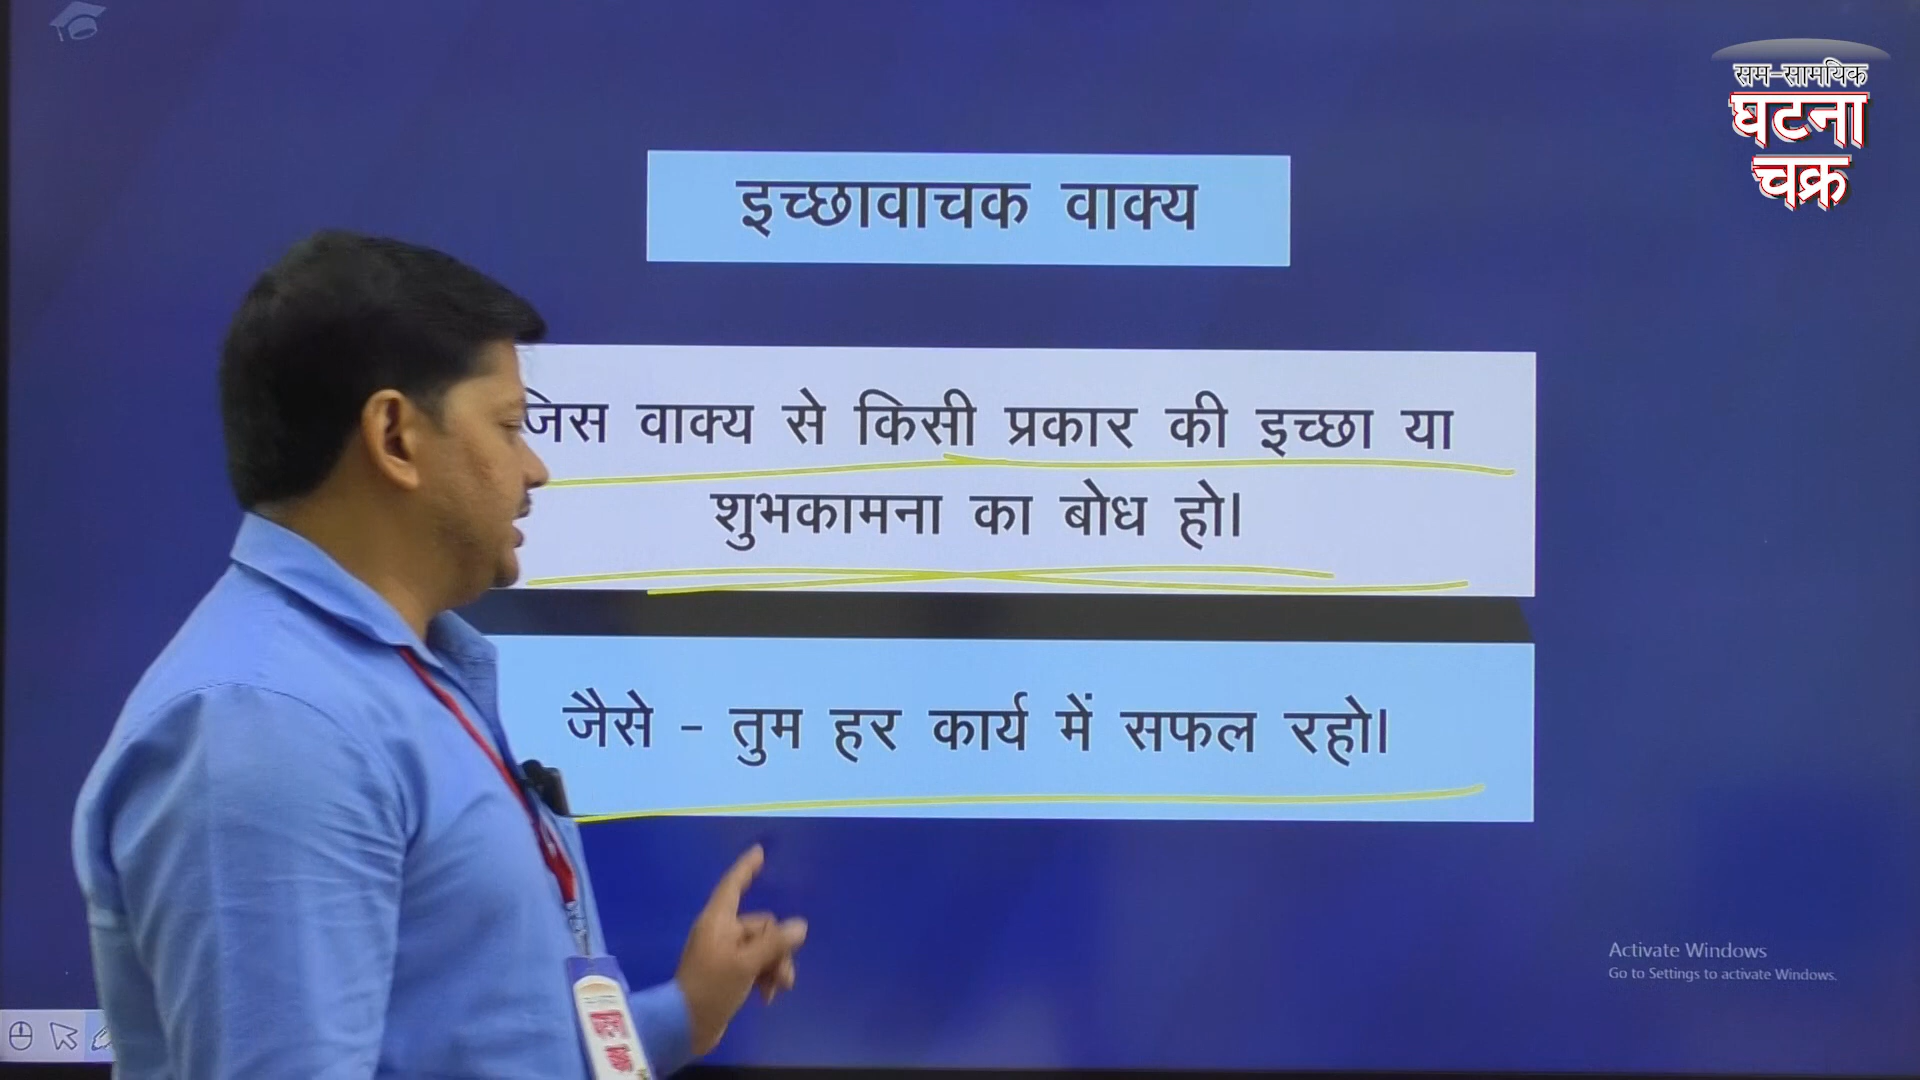 सम-सामयिक
घटना
चक्र
इच्छावाचक वाक्य
जिस वाक्य से किसी प्रकार की इच्छा या
शुभकामना का बोध हो।
जैसे - तुम हर कार्य में सफल रहो।
Activate Windows
Go to Settings to activate Windows.